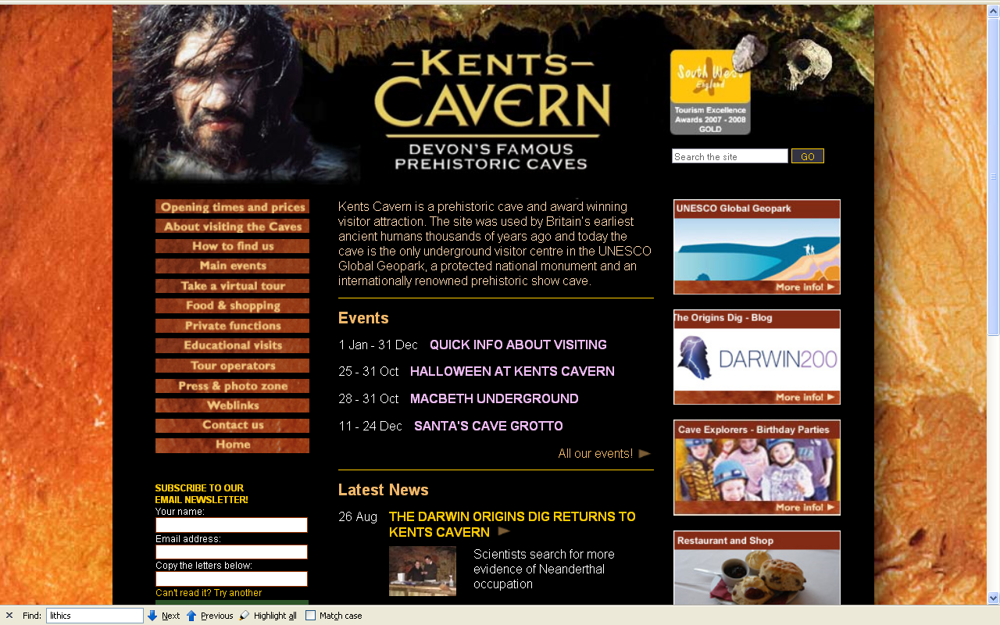 –KENTS–
CAVERN
DEVON'S FAMOUS
PREHISTORIC CAVES
South West
England
Tourism Excellence
Awards 2007 - 2008
GOLD
Search the site
GO
Opening times and prices
About visiting the Caves
How to find us
Main events
Take a virtual tour
Food & shopping
Private functions
Educational visits
Tour operators
Press & photo zone
Weblinks
Contact us
Home
SUBSCRIBE TO OUR
EMAIL NEWSLETTER!
Your name:
Email address:
Copy the letters below:
Can't read it? Try another
Kents Cavern is a prehistoric cave and award winning
visitor attraction. The site was used by Britain's earliest
ancient humans thousands of years ago and today the
cave is the only underground visitor centre in the UNESCO
Global Geopark, a protected national monument and an
internationally renowned prehistoric show cave.
Events
1 Jan - 31 Dec QUICK INFO ABOUT VISITING
25 - 31 Oct HALLOWEEN AT KENTS CAVERN
28 - 31 Oct MACBETH UNDERGROUND
11 - 24 Dec SANTA'S CAVE GROTTO
All our events!
Latest News
26 Aug THE DARWIN ORIGINS DIG RETURNS TO
KENTS CAVERN
Scientists search for more
evidence of Neanderthal
occupation
UNESCO Global Geopark
More info!
The Origins Dig - Blog
DARWIN200
More info!
Cave Explorers - Birthday Parties
More info!
Restaurant and Shop
Find: lithics Next Previous Highlight all Match case